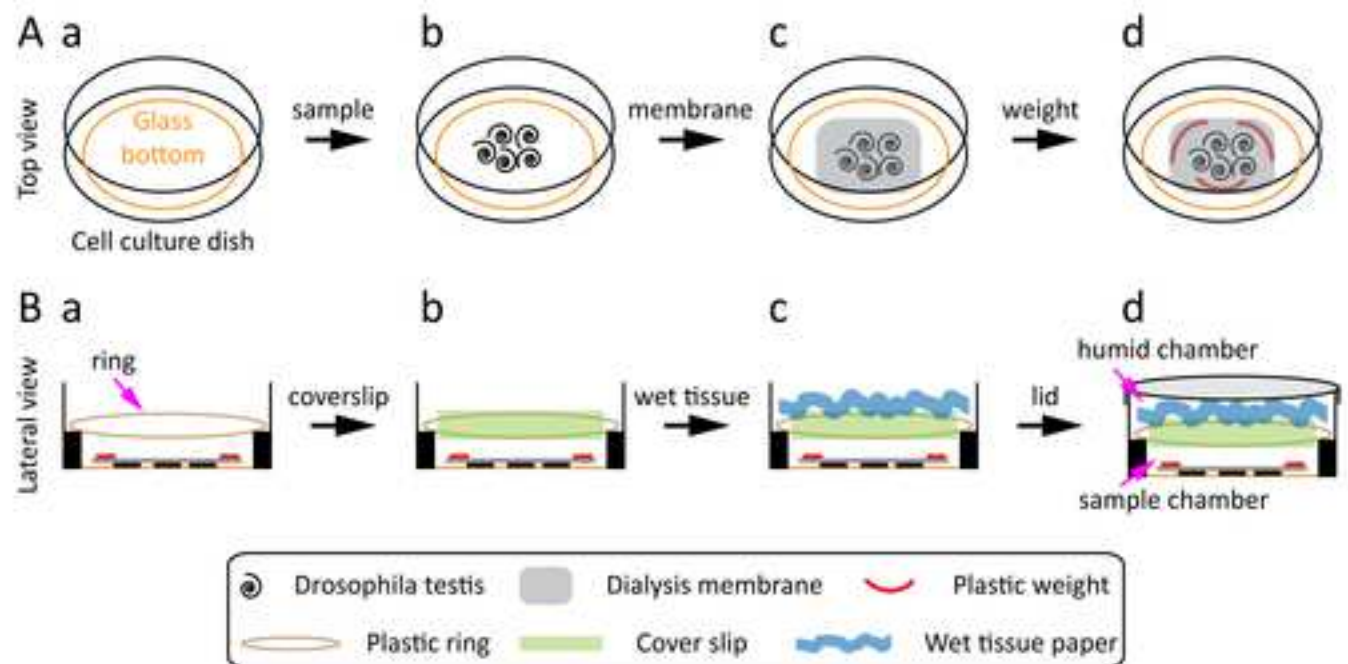 A a b c d
Top view
Glass
bottom
sample
membrane
weight
Cell culture dish
B a b c d
Lateral view
ring
coverslip
wet tissue
lid
humid chamber
sample chamber
Drosophila testis Dialysis membrane Plastic weight
Plastic ring Cover slip Wet tissue paper